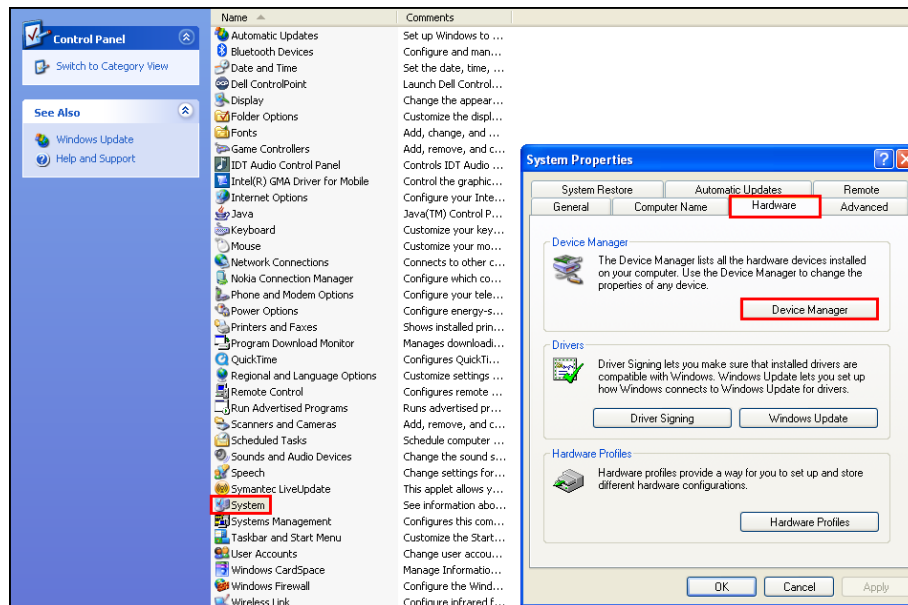 Control Panel
Switch to Category View
See Also
Windows Update
Help and Support
Name Comments
Automatic Updates Set up Windows to ...
Bluetooth Devices Configure and man...
Date and Time Set the date, time, ...
Dell ControlPoint Launch Dell Control...
Display Change the appear...
Folder Options Customize the displ...
Fonts Add, change, and ...
Game Controllers Add, remove, and c...
IDT Audio Control Panel Controls IDT Audio ...
Intel(R) GMA Driver for Mobile Control the graphic...
Internet Options Configure your Inte...
Java Java(TM) Control P...
Keyboard Customize your key...
Mouse Customize your mo...
Network Connections Connects to other c...
Nokia Connection Manager Configure which co...
Phone and Modem Options Configure your tele...
Power Options Configure energy-s...
Printers and Faxes Shows installed prin...
Program Download Monitor Manages downloadi...
QuickTime Configures QuickTi...
Regional and Language Options Customize settings ...
Remote Control Configures remote ...
Run Advertised Programs Runs advertised pr...
Scanners and Cameras Add, remove, and c...
Scheduled Tasks Schedule computer ...
Sounds and Audio Devices Change the sound s...
Speech Change settings for...
Symantec LiveUpdate This applet allows y...
System See information abo...
Systems Management Configures this com...
Taskbar and Start Menu Customize the Start...
User Accounts Change user accou...
Windows CardSpace Manage Informatio...
Windows Firewall Configure the Wind...
Wireless Link Configure infrared f...
System Properties
System Restore Automatic Updates Remote
General Computer Name Hardware Advanced
Device Manager
The Device Manager lists all the hardware devices installed
on your computer. Use the Device Manager to change the
properties of any device.
Device Manager
Drivers
Driver Signing lets you make sure that installed drivers are
compatible with Windows. Windows Update lets you set up
how Windows connects to Windows Update for drivers.
Driver Signing Windows Update
Hardware Profiles
Hardware profiles provide a way for you to set up and store
different hardware configurations.
Hardware Profiles
OK Cancel Apply